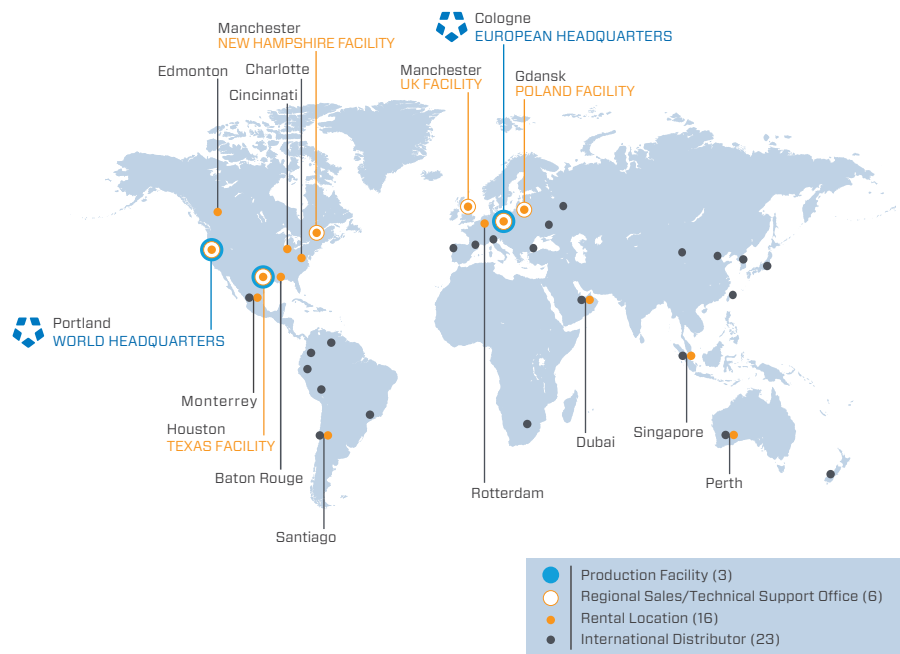 Cologne
EUROPEAN HEADQUARTERS
Manchester
NEW HAMPSHIRE FACILITY
Edmonton
Charlotte
Cincinnati
Manchester
UK FACILITY
Gdansk
POLAND FACILITY
Portland
WORLD HEADQUARTERS
Monterrey
Houston
TEXAS FACILITY
Baton Rouge
Santiago
Rotterdam
Dubai
Singapore
Perth
Production Facility (3)
Regional Sales/Technical Support Office (6)
Rental Location (16)
International Distributor (23)